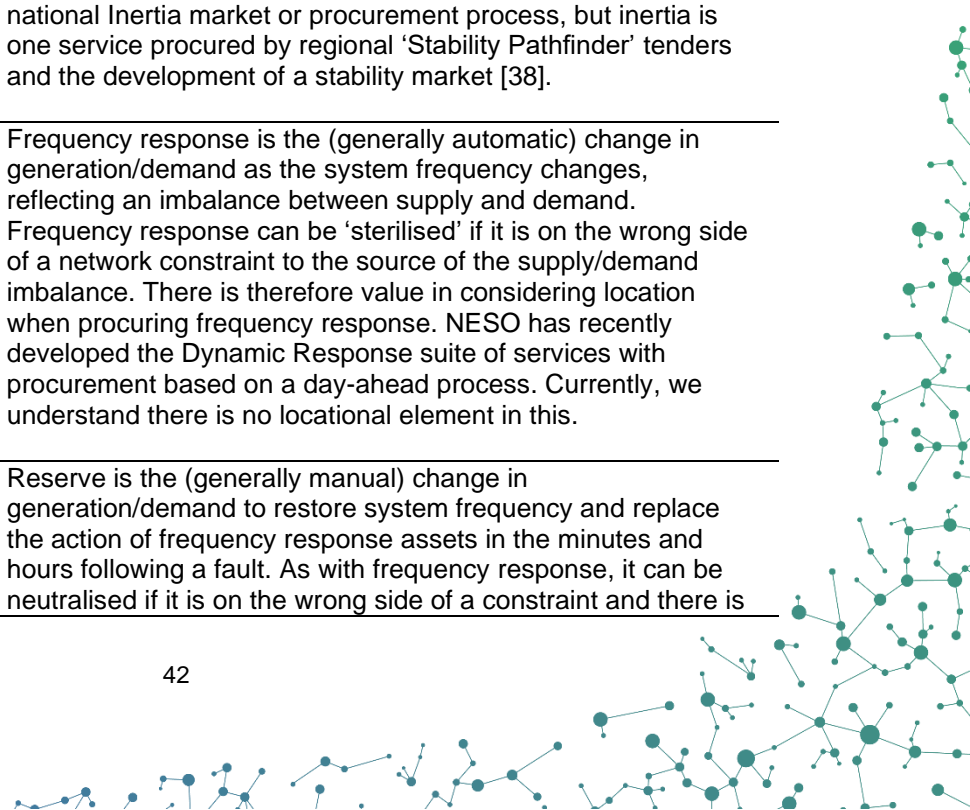 national Inertia market or procurement process, but inertia is
one service procured by regional ‘Stability Pathfinder’ tenders
and the development of a stability market [38].
Frequency response is the (generally automatic) change in
generation/demand as the system frequency changes,
reflecting an imbalance between supply and demand.
Frequency response can be ‘sterilised’ if it is on the wrong side
of a network constraint to the source of the supply/demand
imbalance. There is therefore value in considering location
when procuring frequency response. NESO has recently
developed the Dynamic Response suite of services with
procurement based on a day-ahead process. Currently, we
understand there is no locational element in this.
Reserve is the (generally manual) change in
generation/demand to restore system frequency and replace
the action of frequency response assets in the minutes and
hours following a fault. As with frequency response, it can be
neutralised if it is on the wrong side of a constraint and there is
42